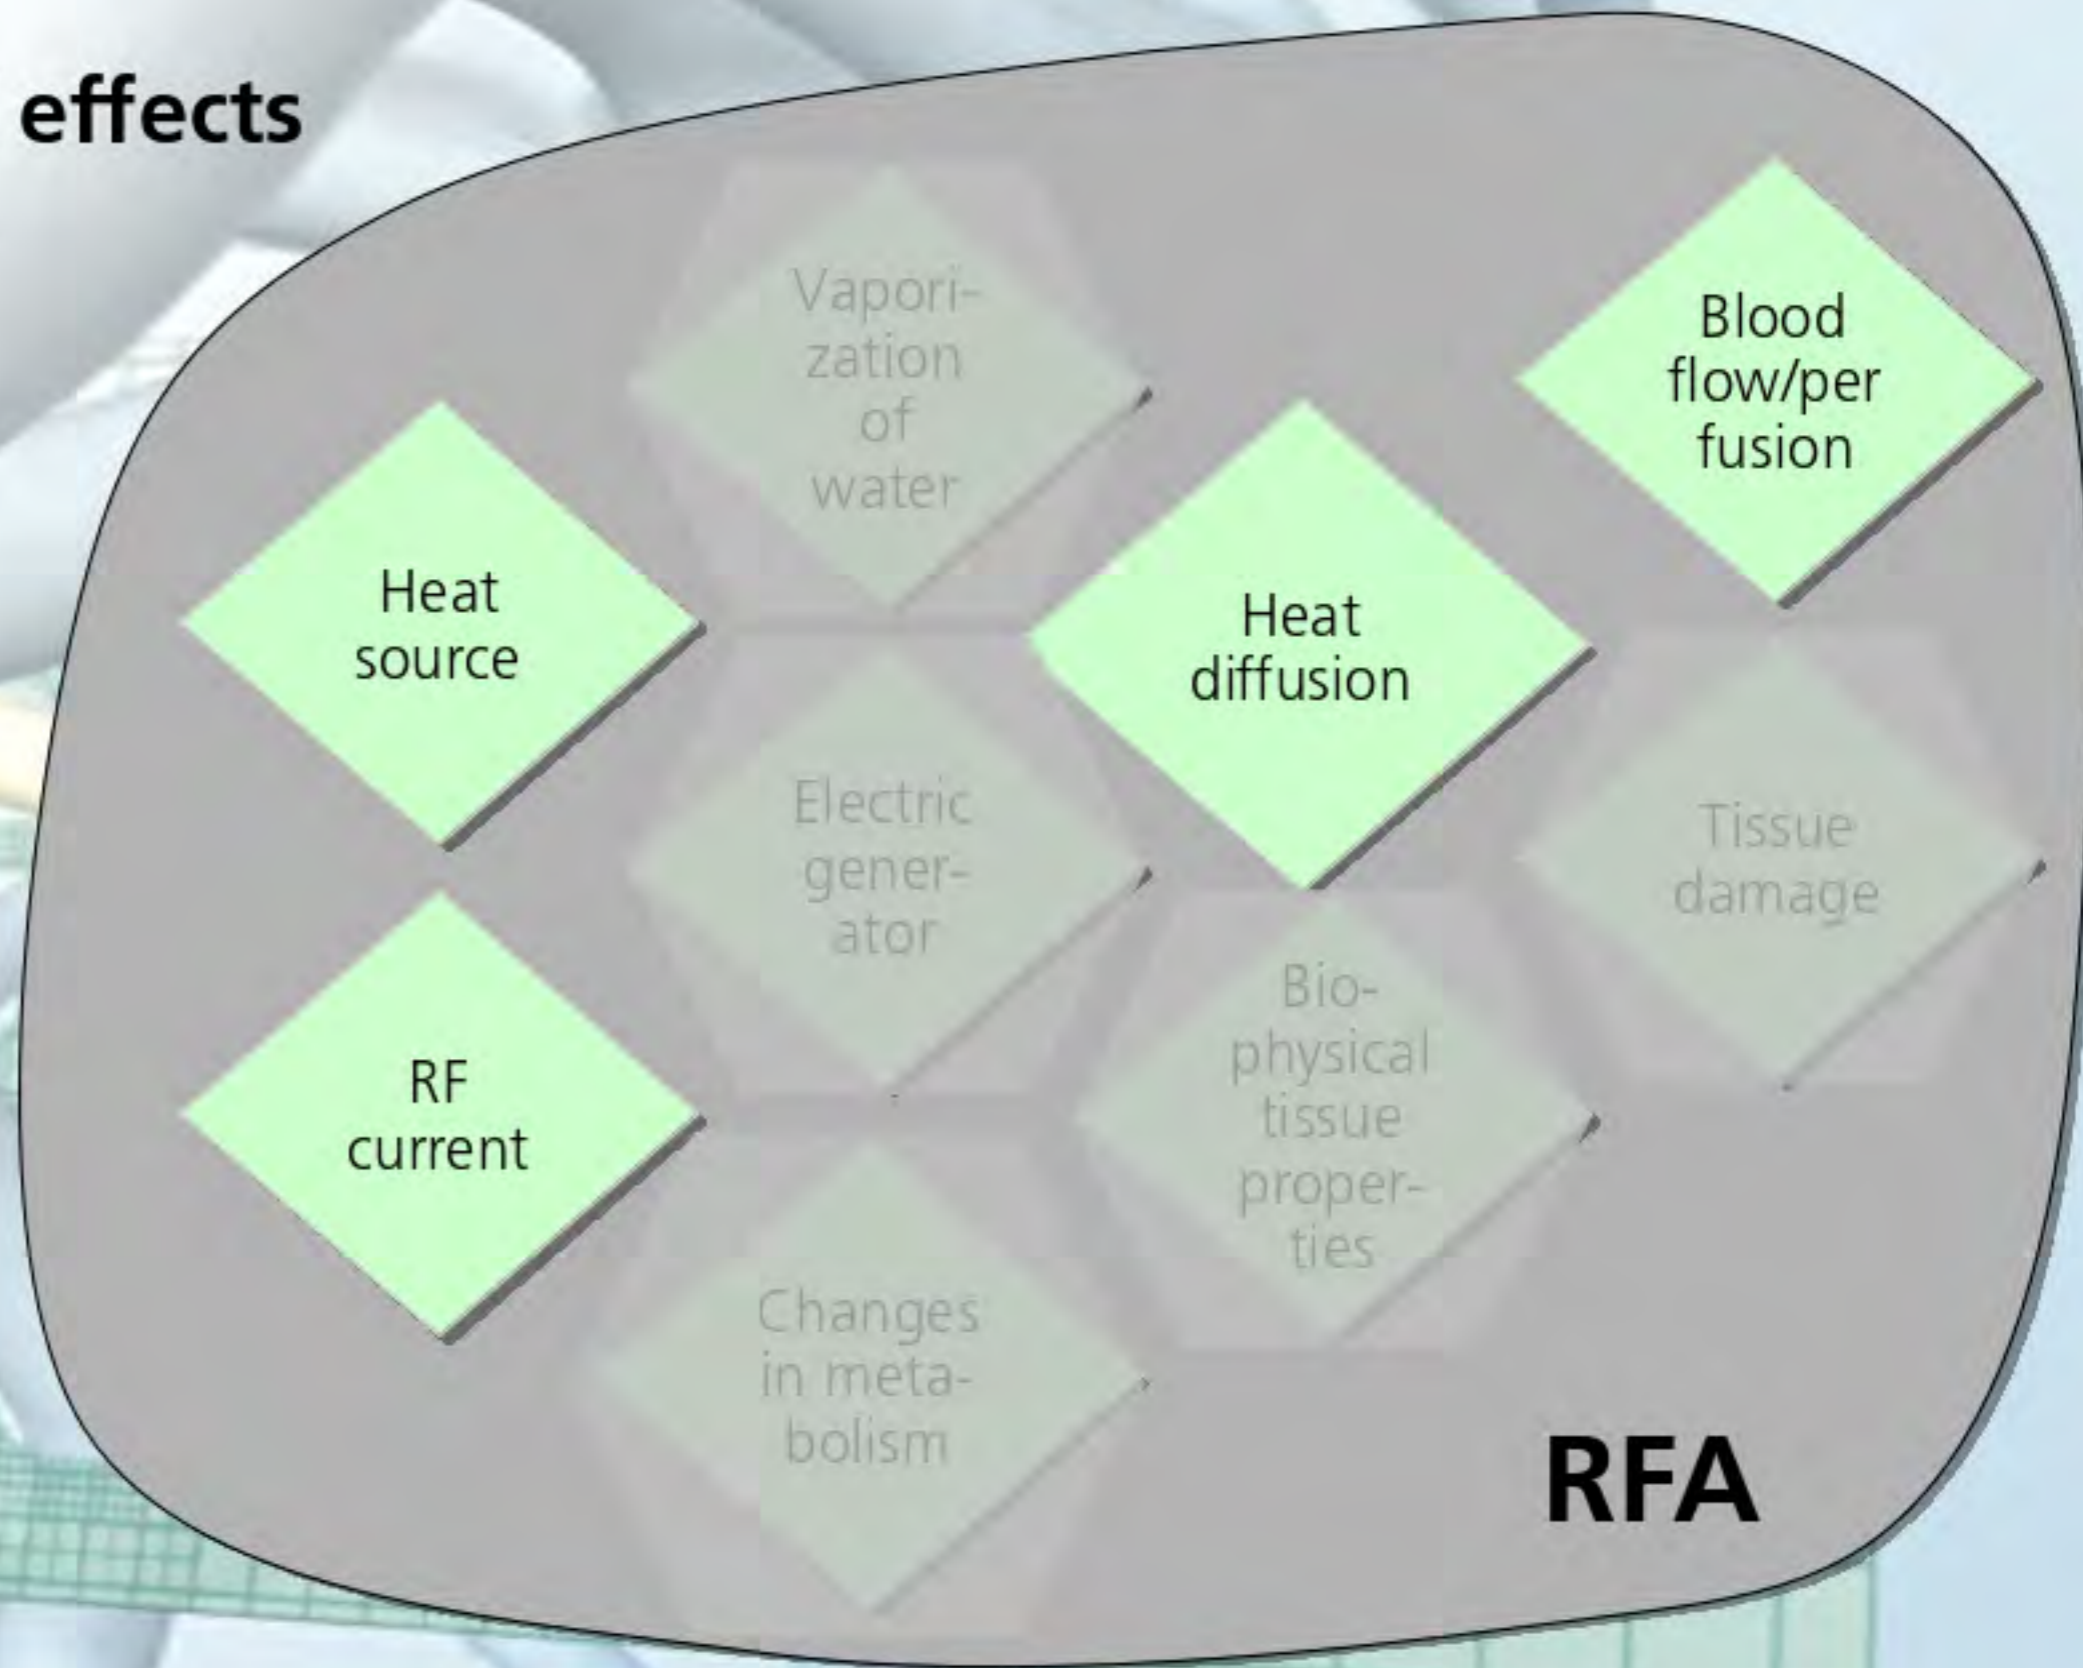 effects
Vapori-
zation
of
water
Blood
flow/per
fusion
Heat
source
Heat
diffusion
Electric
gener-
ator
Tissue
damage
RF
current
Bio-
physical
tissue
proper-
ties
Changes
in meta-
bolism
RFA